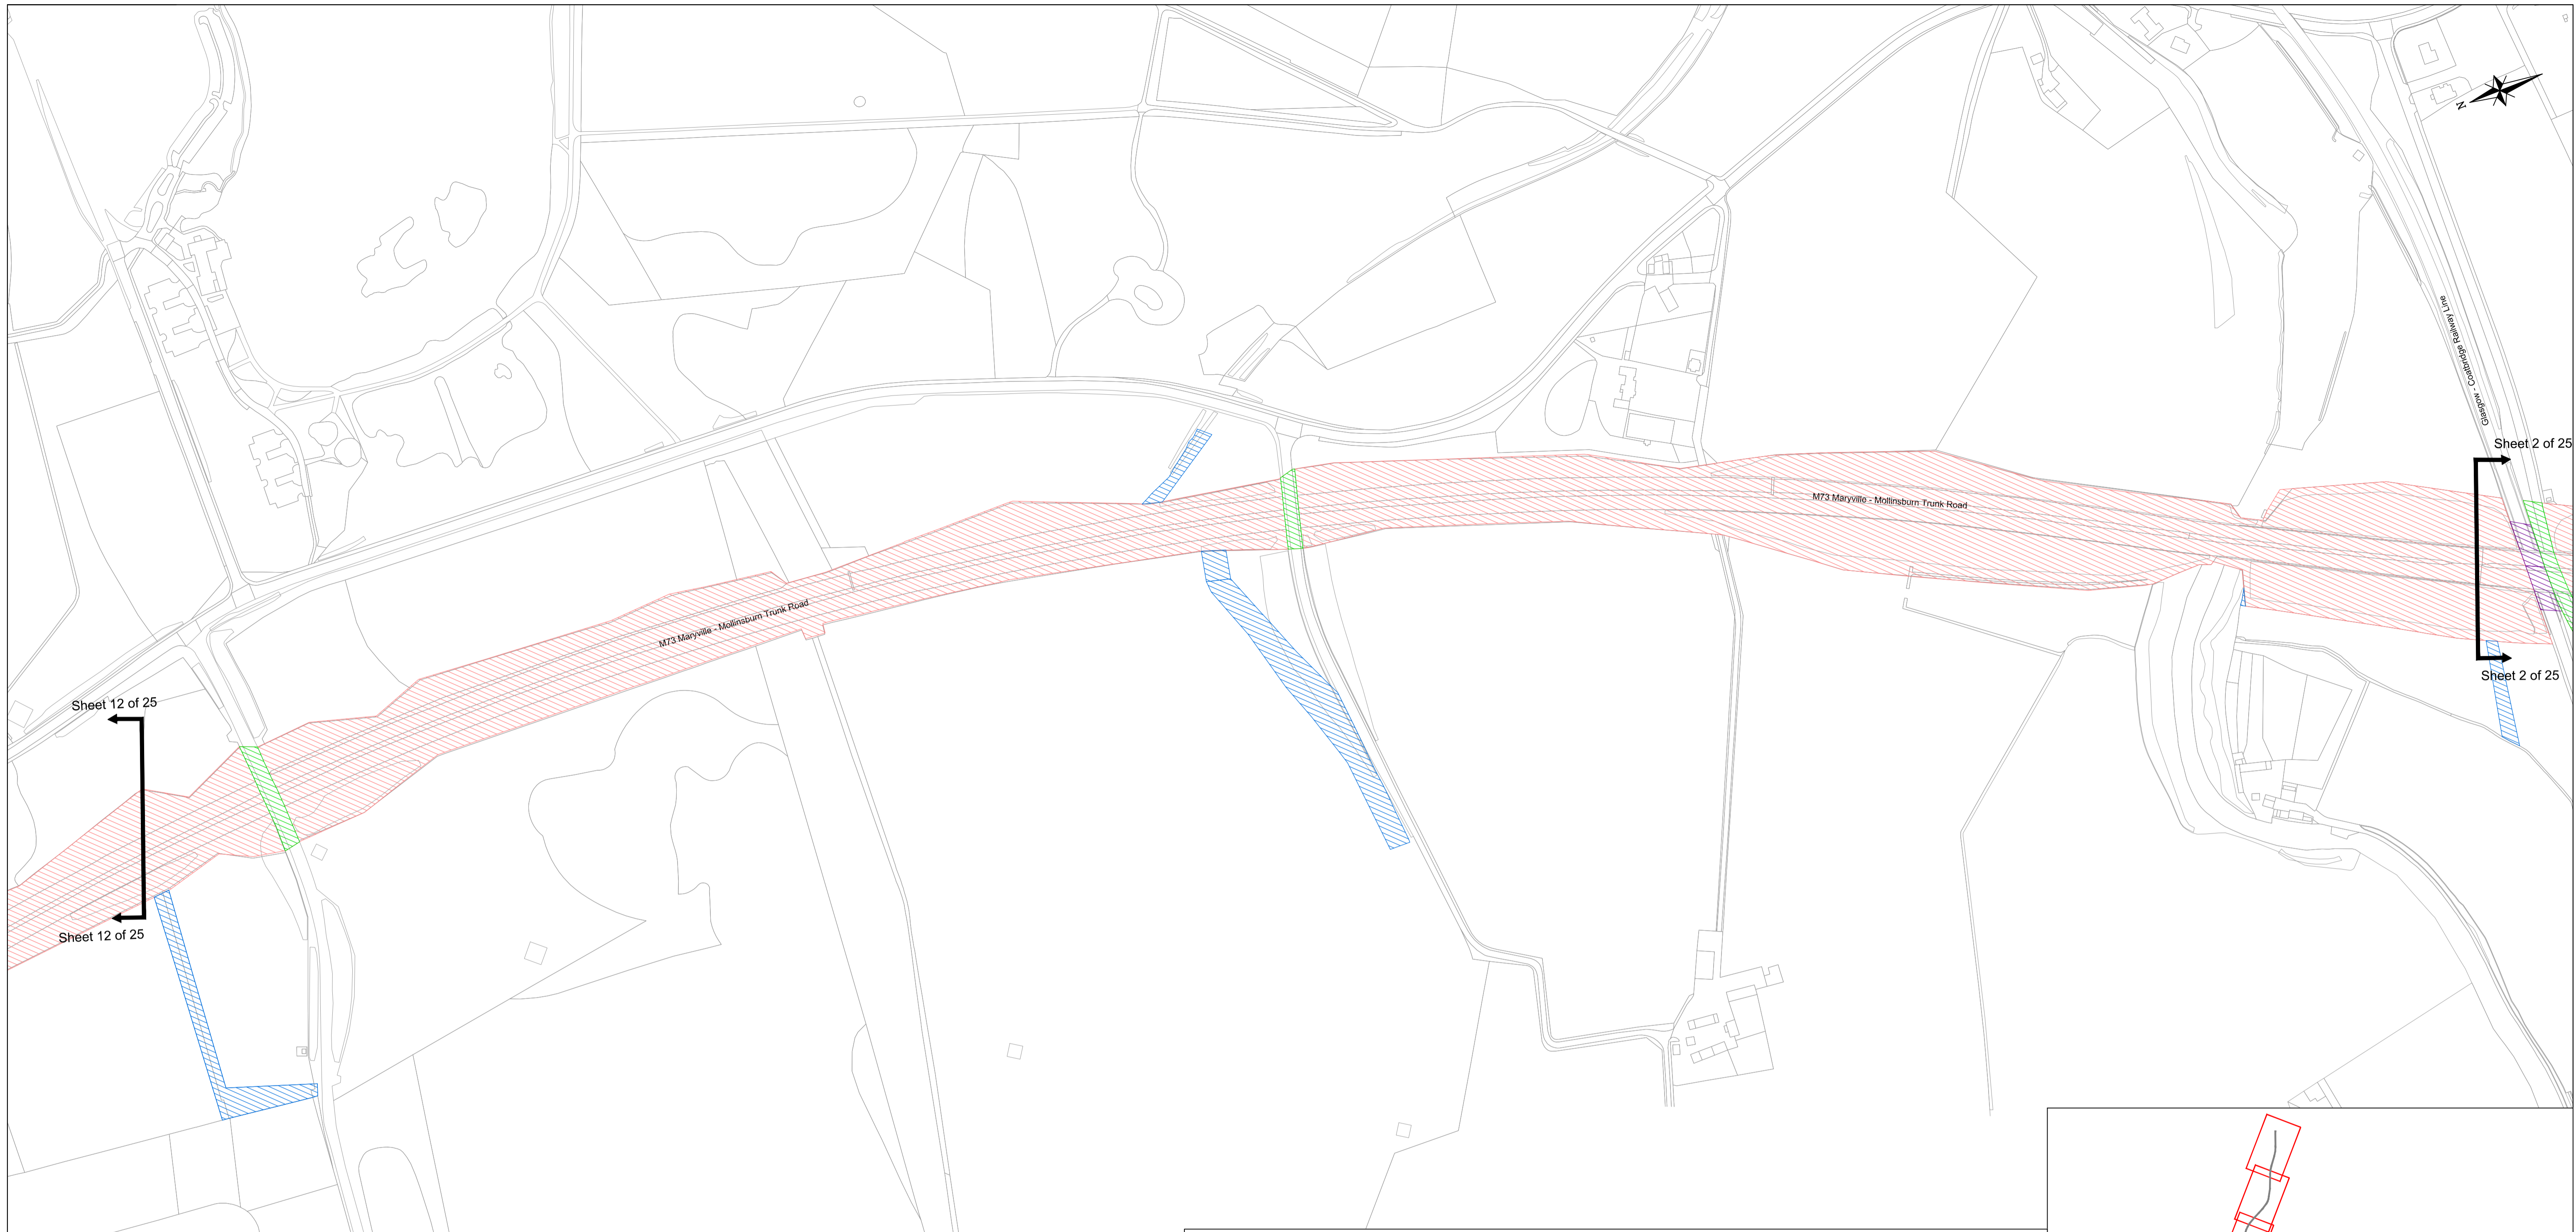 N
Glasgow - Coatbridge Railway Line
Sheet 2 of 25
M73 Maryville - Mollinsburn Trunk Road
M73 Maryville - Mollinsburn Trunk Road
Sheet 2 of 25
Sheet 12 of 25
Sheet 12 of 25